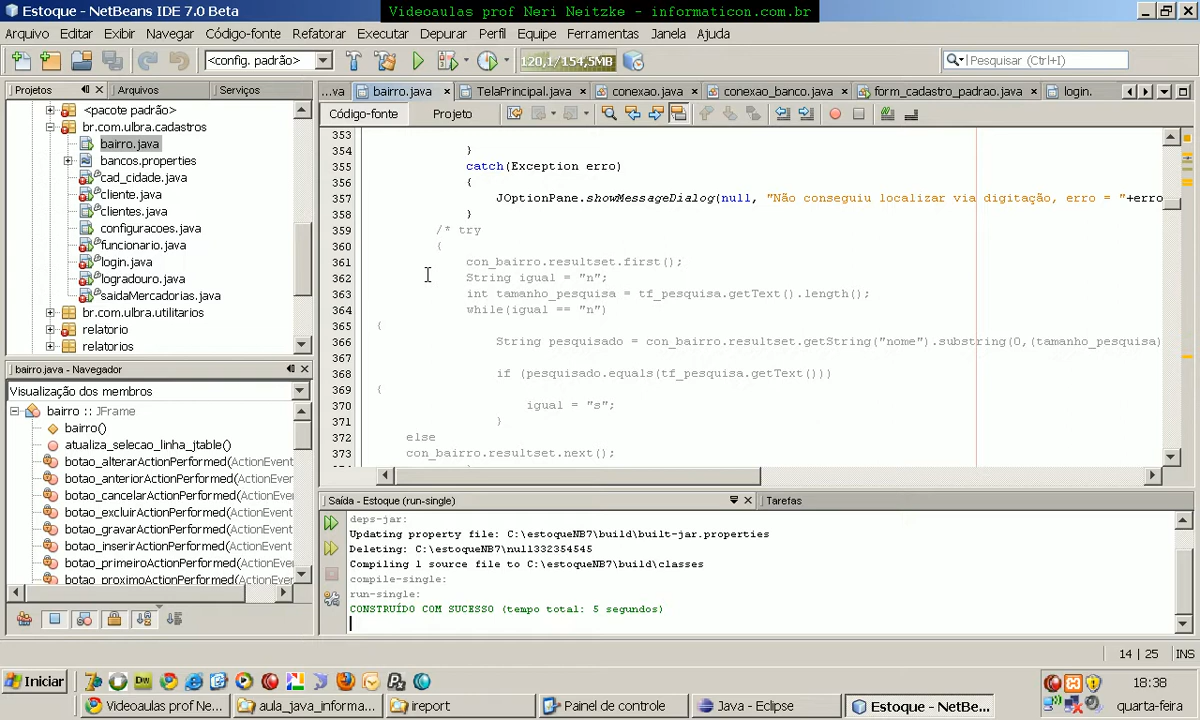 Estoque - NetBeans IDE 7.0 Beta
Videoaulas prof Neri Neitzke - informaticon.com.br
Arquivo Editar Exibir Navegar Código-fonte Refatorar Executar Depurar Perfil Equipe Ferramentas Janela Ajuda
<config. padrão>
120,1/154,5MB
Pesquisar (Ctrl+I)
Projetos Arquivos Serviços
<pacote padrão>
br.com.ulbra.cadastros
bairro.java
bancos.properties
cad_cidade.java
cliente.java
clientes.java
configuracoes.java
funcionario.java
login.java
logradouro.java
saidaMercadorias.java
br.com.ulbra.utilitarios
relatorio
relatorios
bairro.java - Navegador
Visualização dos membros
bairro :: JFrame
bairro()
atualiza_selecao_linha_jtable()
botao_alterarActionPerformed(ActionEvent
botao_anteriorActionPerformed(ActionEve
botao_cancelarActionPerformed(ActionEve
botao_excluirActionPerformed(ActionEven
botao_gravarActionPerformed(ActionEven
botao_inserirActionPerformed(ActionEven
botao_primeiroActionPerformed(ActionEve
botao_proximoActionPerformed(ActionEve
...va bairro.java TelaPrincipal.java conexao.java conexao_banco.java form_cadastro_padrao.java login.
Código-fonte Projeto
353
354 }
355 catch(Exception erro)
356 {
357 JOptionPane.showMessageDialog(null, "Não conseguiu localizar via digitação, erro = "+erro
358 }
359 /* try
360 {
361 con_bairro.resultset.first();
362 String igual = "n";
363 int tamanho_pesquisa = tf_pesquisa.getText().length();
364 while(igual == "n")
365 {
366 String pesquisado = con_bairro.resultset.getString("nome").substring(0,(tamanho_pesquisa)
367
368 if (pesquisado.equals(tf_pesquisa.getText()))
369 {
370 igual = "s";
371 }
372 else
373 con_bairro.resultset.next();
Saída - Estoque (run-single) Tarefas
deps-jar:
Updating property file: C:\estoqueNB7\build\built-jar.properties
Deleting: C:\estoqueNB7\null332354545
Compiling 1 source file to C:\estoqueNB7\build\classes
compile-single:
run-single:
CONSTRUÍDO COM SUCESSO (tempo total: 5 segundos)
14 | 25 INS
Iniciar
18:38
quarta-feira
Videoaulas prof Ne... aula_java_informa... ireport Painel de controle Java - Eclipse Estoque - NetBe...